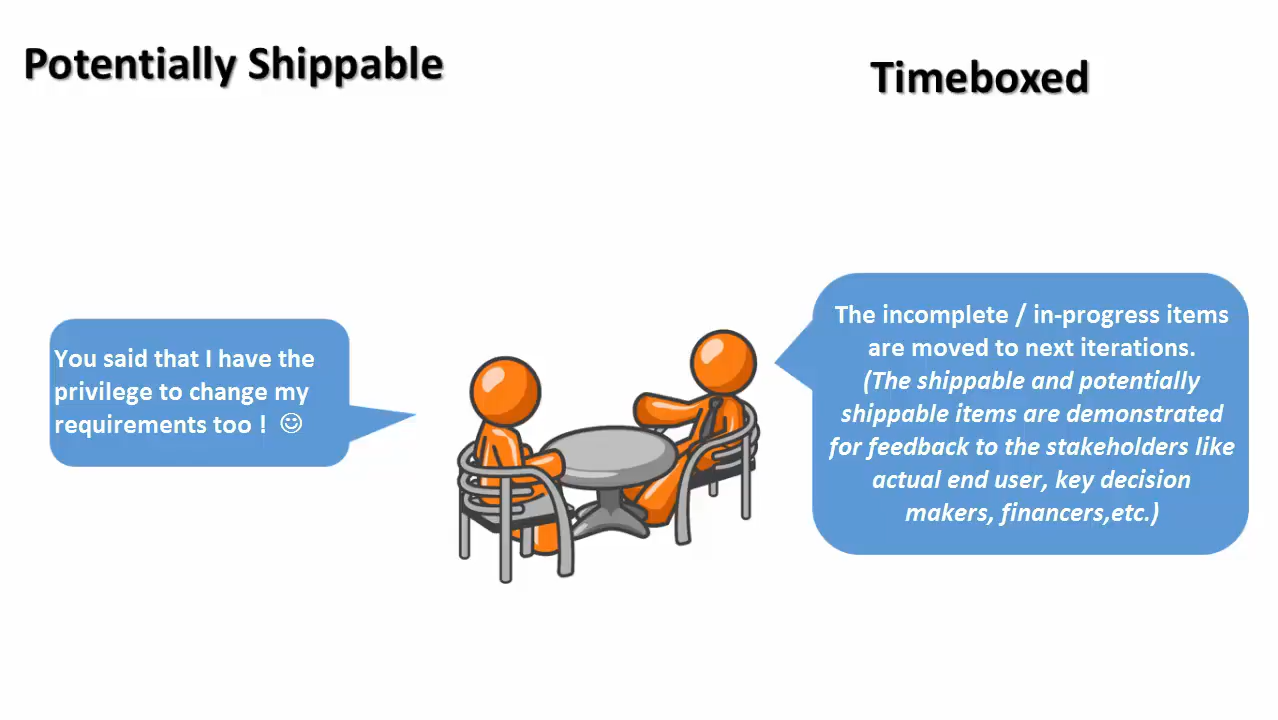 Potentially Shippable
Timeboxed
You said that I have the
privilege to change my
requirements too ! ☺
The incomplete / in-progress items
are moved to next iterations.
(The shippable and potentially
shippable items are demonstrated
for feedback to the stakeholders like
actual end user, key decision
makers, financers,etc.)